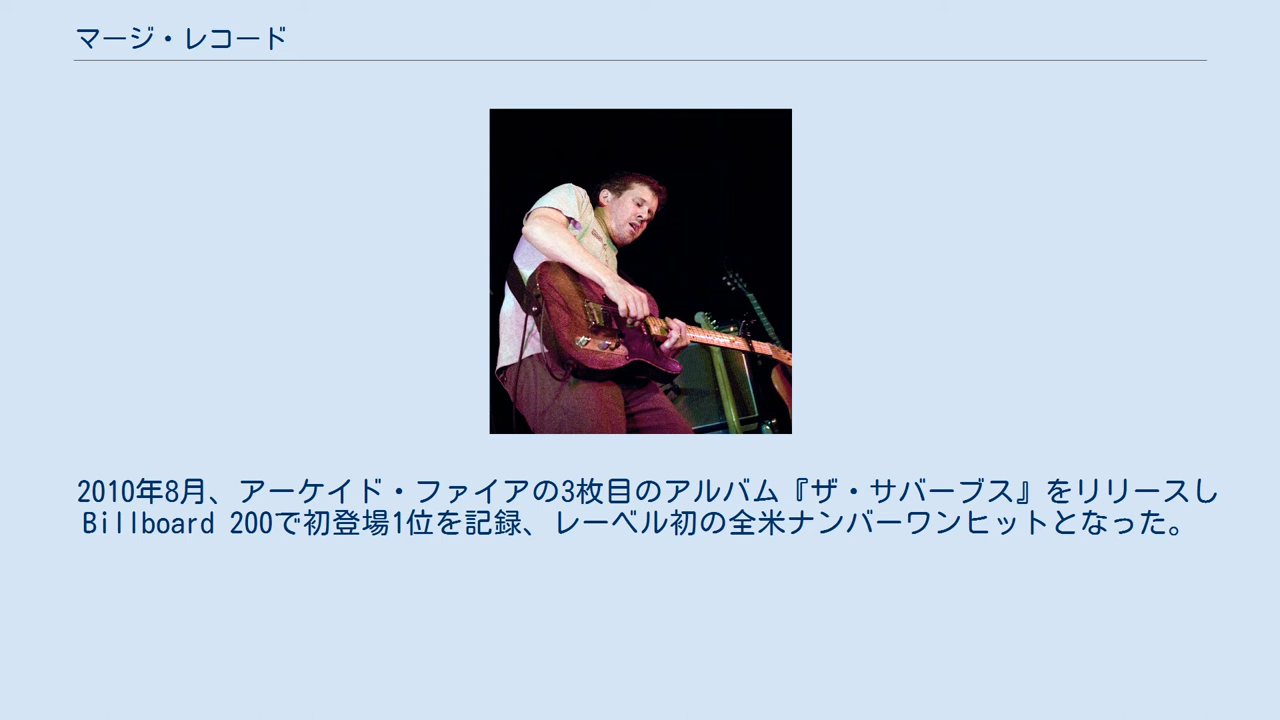 マージ・レコード
2010年8月、アーケイド・ファイアの3枚目のアルバム『ザ・サバーブス』をリリースし
Billboard 200で初登場1位を記録、レーベル初の全米ナンバーワンヒットとなった。